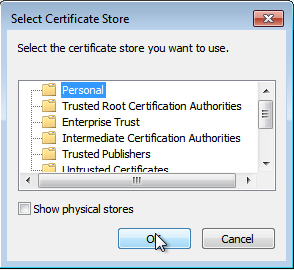 Select Certificate Store
Select the certificate store you want to use.
Personal
Trusted Root Certification Authorities
Enterprise Trust
Intermediate Certification Authorities
Trusted Publishers
Untrusted Certificates
Show physical stores
OK
Cancel